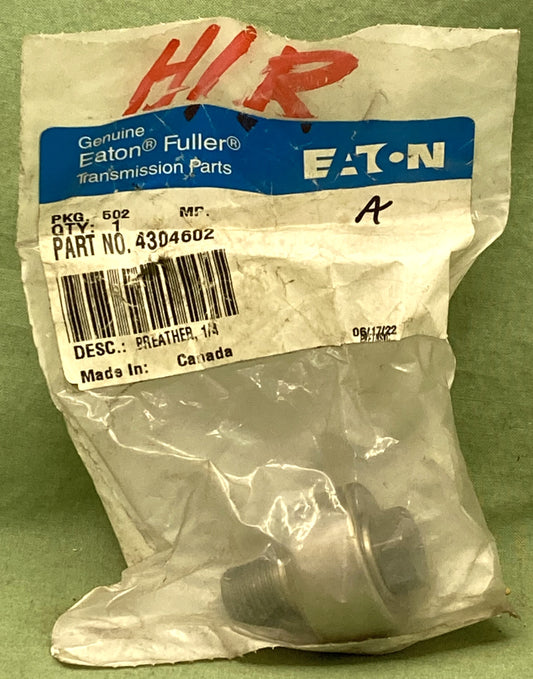 H.R
Genuine
Eaton® Fuller®
Transmission Parts
EATON
PKG. 502 MP.
QTY: 1
A
PART NO. 4304602
DESC.: BREATHER, 1/4
06/17/22
Made In: Canada